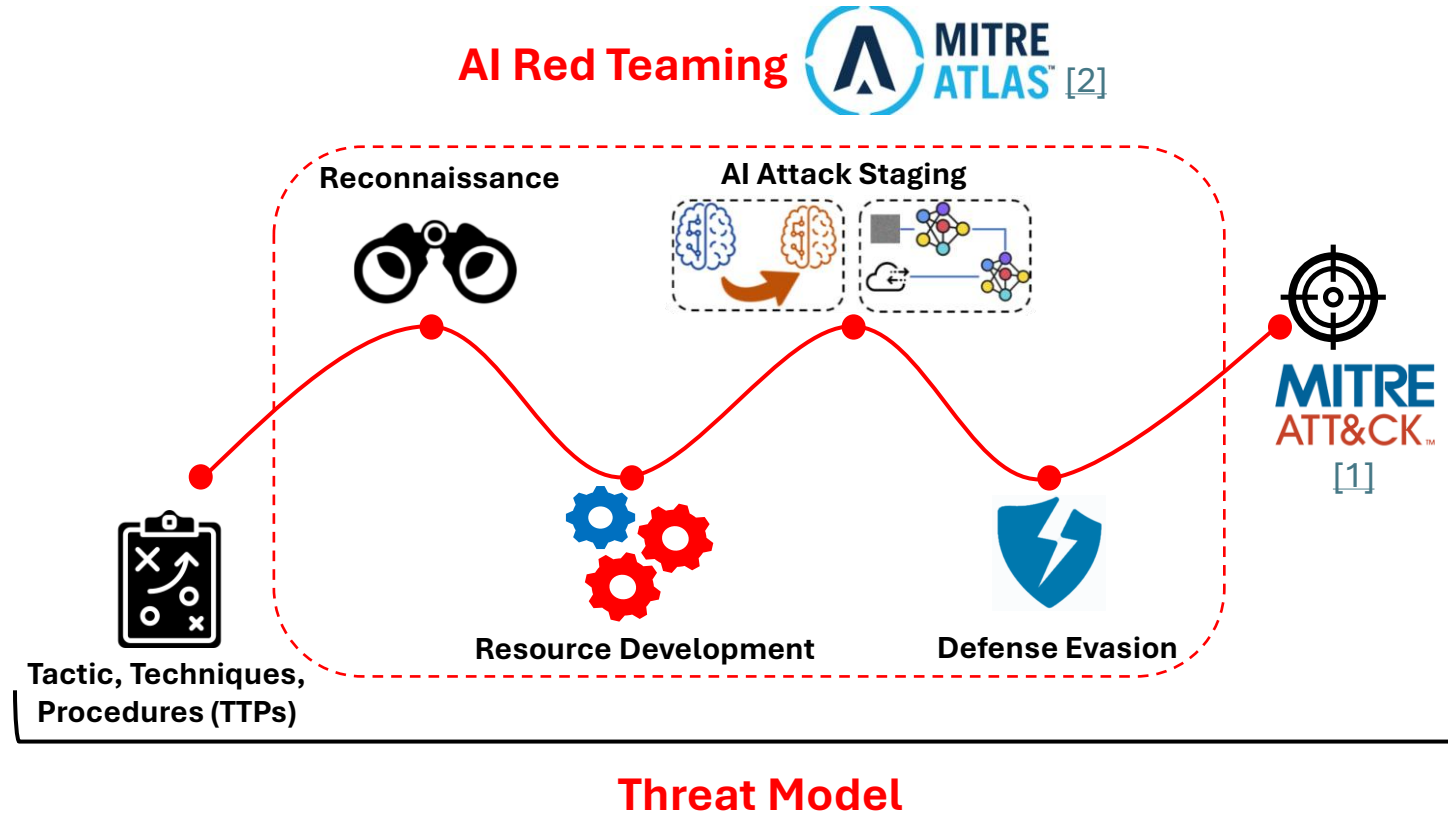 AI Red Teaming
MITRE
ATLAS™ [2]
Reconnaissance
AI Attack Staging
MITRE
ATT&CK™
[1]
Resource Development
Defense Evasion
Tactic, Techniques,
Procedures (TTPs)
Threat Model